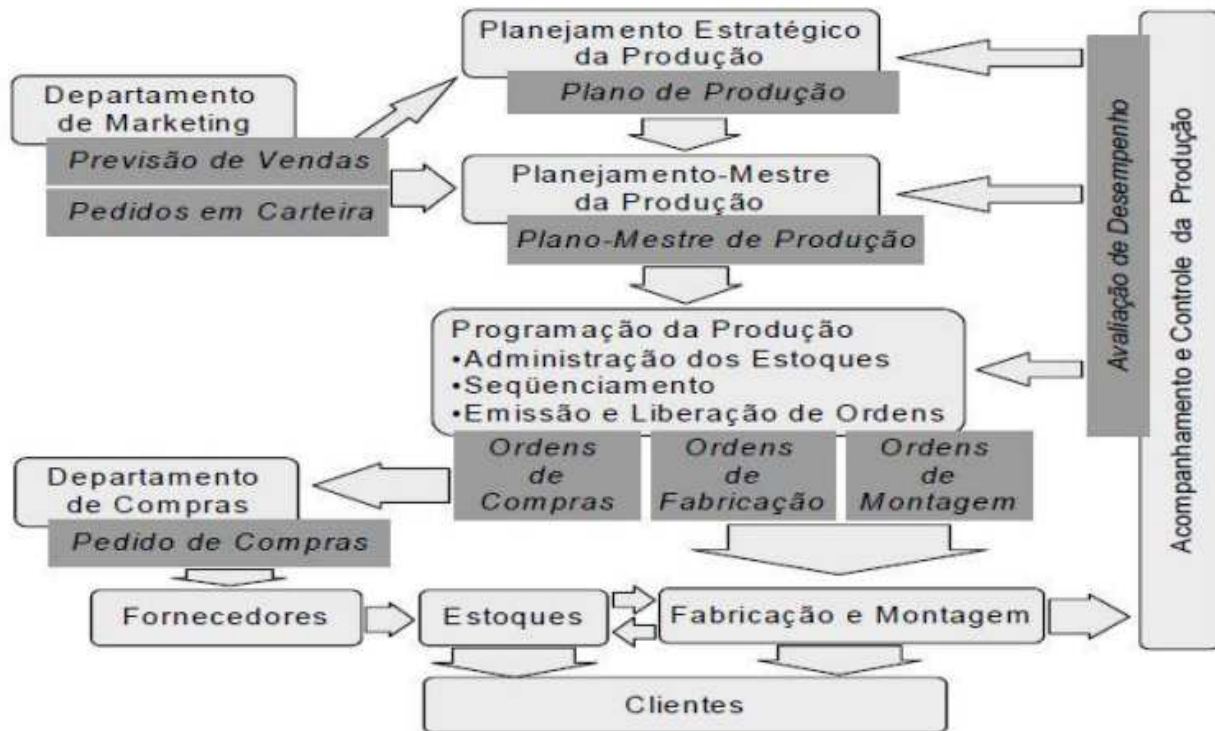 Planejamento Estratégico
da Produção
Plano de Produção
Departamento
de Marketing
Previsão de Vendas
Pedidos em Carteira
Planejamento-Mestre
da Produção
Plano-Mestre de Produção
Programação da Produção
•Administração dos Estoques
•Seqüenciamento
•Emissão e Liberação de Ordens
Ordens
de
Compras
Ordens
de
Fabricação
Ordens
de
Montagem
Departamento
de Compras
Pedido de Compras
Fornecedores
Estoques
Fabricação e Montagem
Clientes
Avaliação de Desempenho
Acompanhamento e Controle da Produção